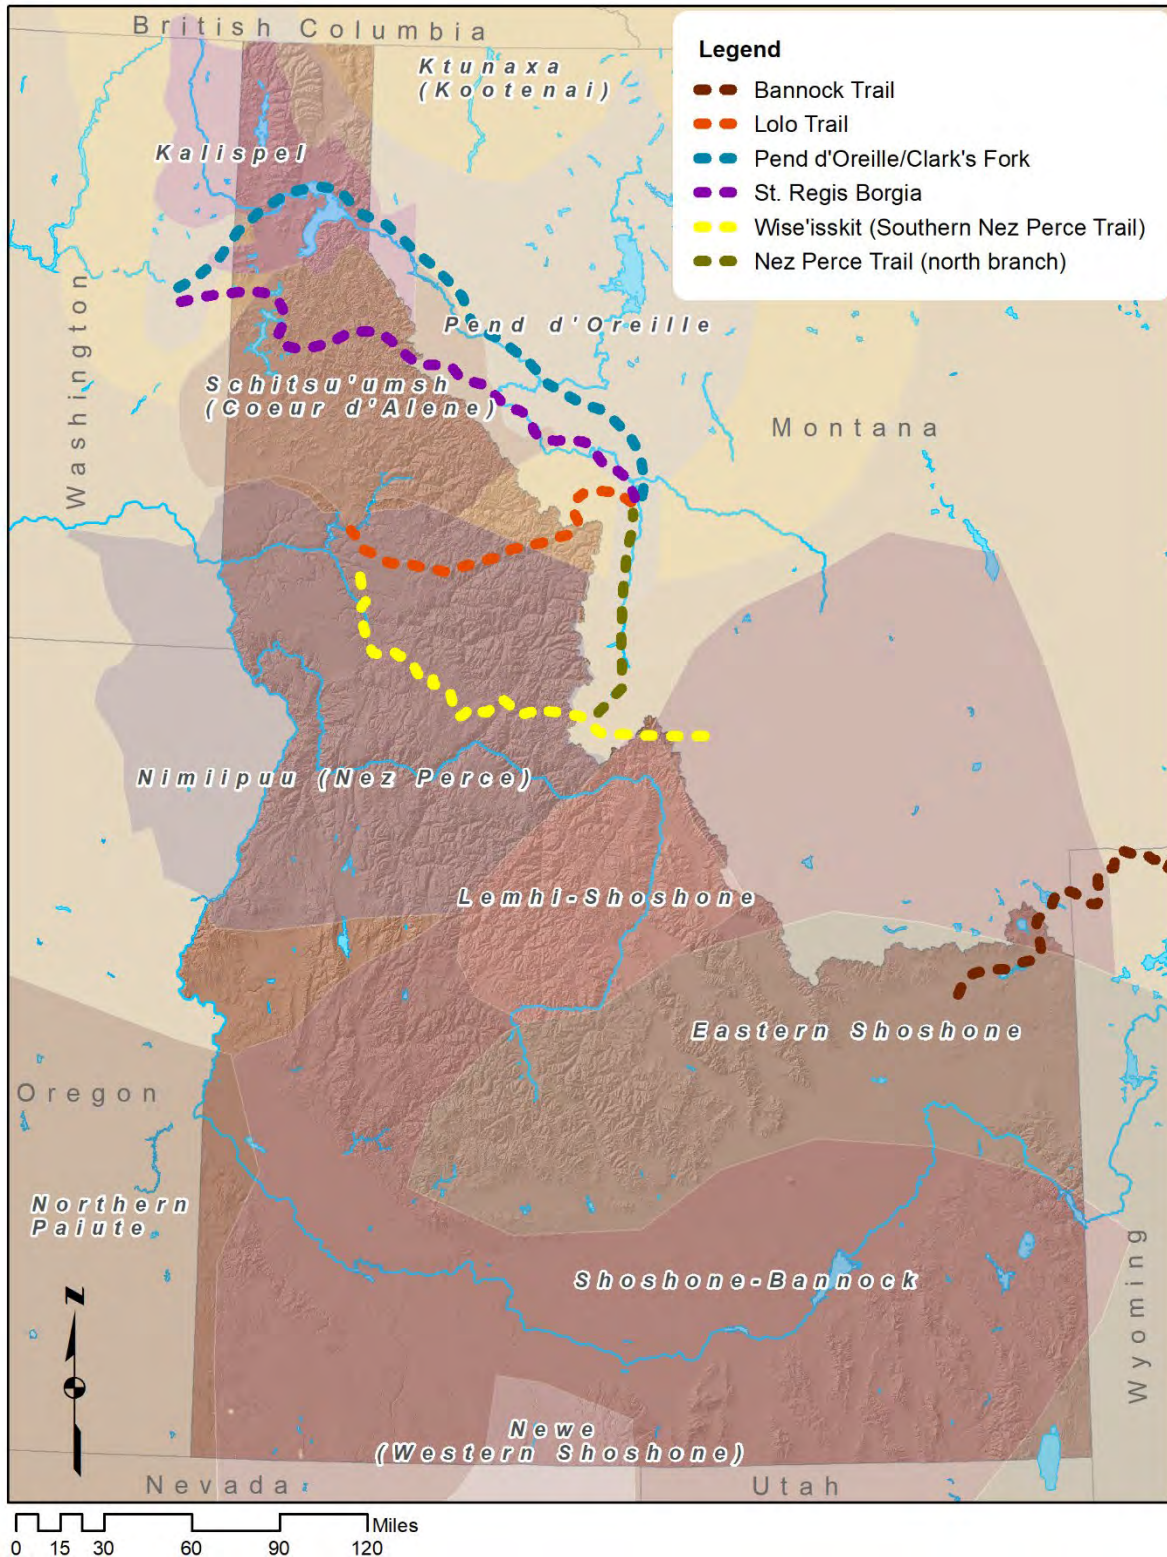 British Columbia
Ktunaxa
(Kootenai)
Kalispel
Legend
Bannock Trail
Lolo Trail
Pend d'Oreille/Clark's Fork
St. Regis Borgia
Wise'isskit (Southern Nez Perce Trail)
Nez Perce Trail (north branch)
Washington
Pend d'Oreille
Schitsu'umsh
(Coeur d'Alene)
Montana
Nimiipuu (Nez Perce)
Lemhi-Shoshone
Eastern Shoshone
Oregon
Northern
Paiute
Shoshone-Bannock
Wyoming
N
Newe
(Western Shoshone)
Nevada
Utah
Miles
0 15 30 60 90 120